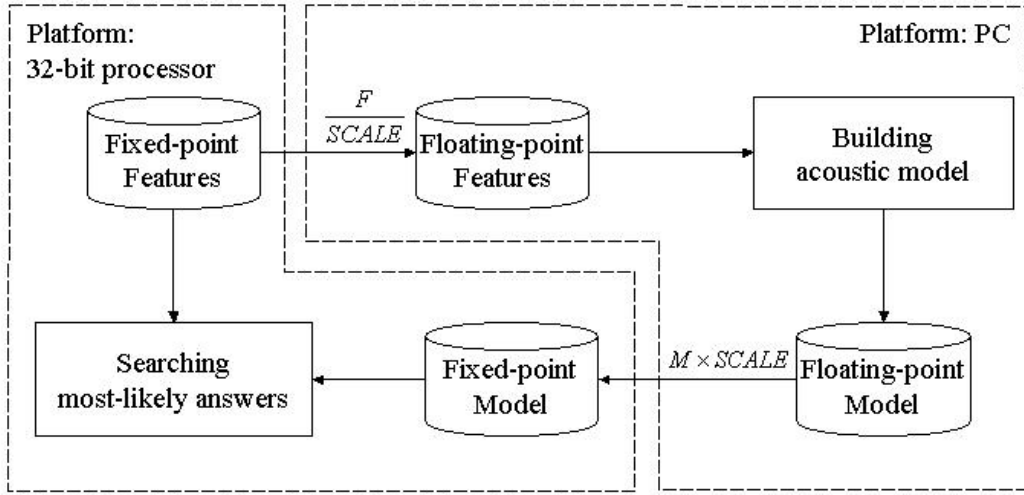 Platform:
32-bit processor
Platform: PC
Fixed-point
Features
F
SCALE
Floating-point
Features
Building
acoustic model
Searching
most-likely answers
Fixed-point
Model
M × SCALE
Floating-point
Model